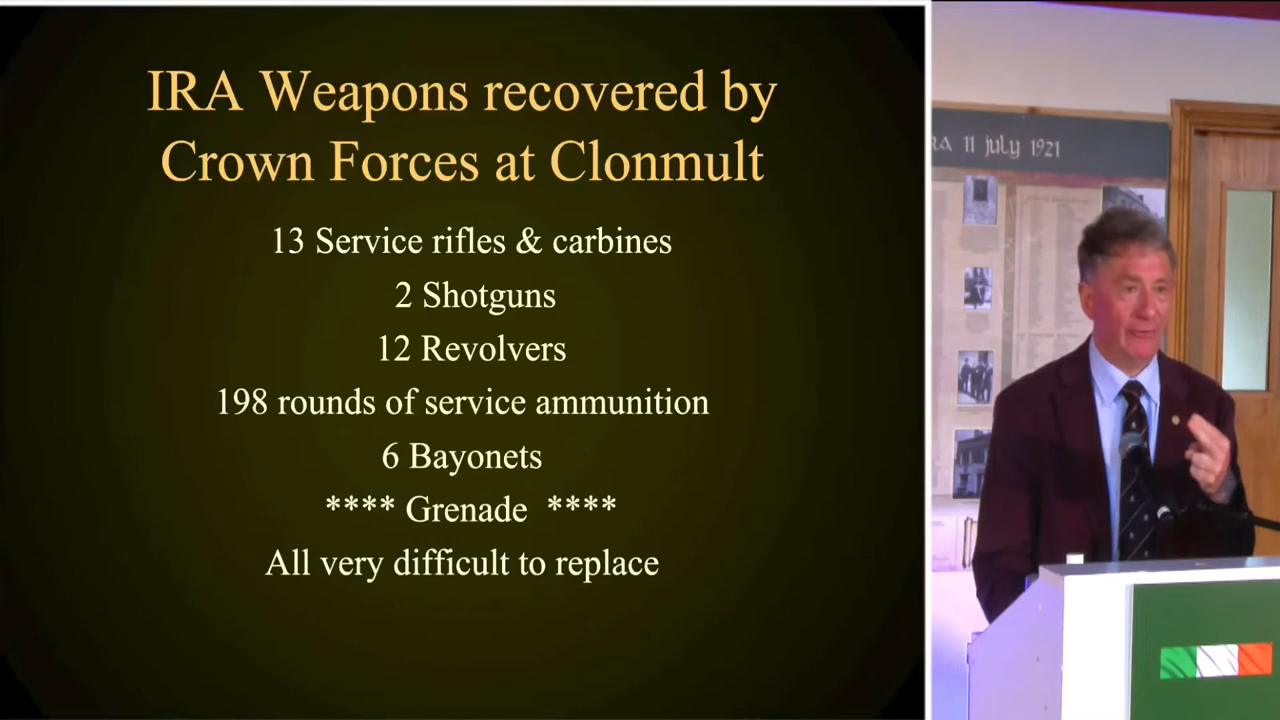 IRA Weapons recovered by
Crown Forces at Clonmult
13 Service rifles & carbines
2 Shotguns
12 Revolvers
198 rounds of service ammunition
6 Bayonets
**** Grenade ****
All very difficult to replace
11 july 1921